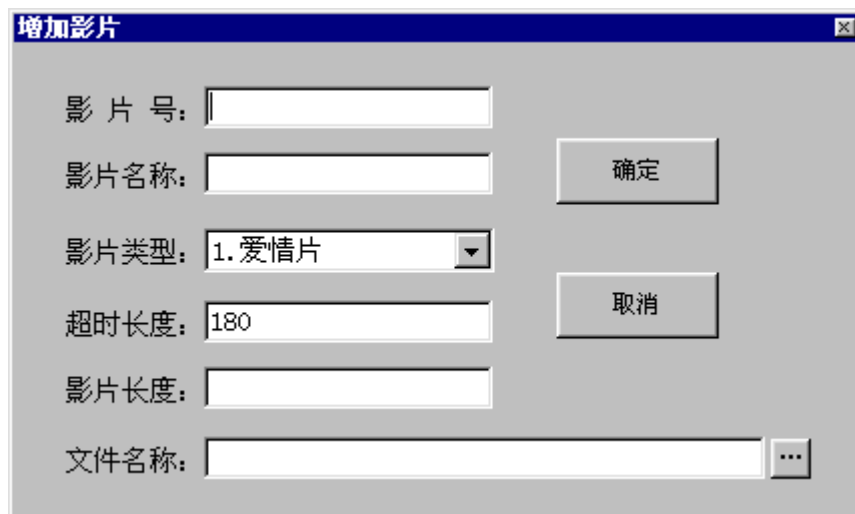 增加影片
影 片 号：
影片名称：
确定
影片类型：1.爱情片
取消
超时长度：180
影片长度：
文件名称：
...